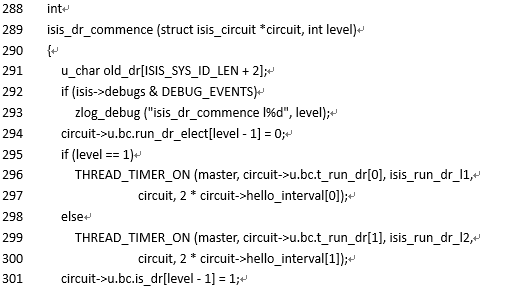 288 int
289 isis_dr_commence (struct isis_circuit *circuit, int level)
290 {
291 u_char old_dr[ISIS_SYS_ID_LEN + 2];
292 if (isis->debugs & DEBUG_EVENTS)
293 zlog_debug ("isis_dr_commence l%d", level);
294 circuit->u.bc.run_dr_elect[level - 1] = 0;
295 if (level == 1)
296 THREAD_TIMER_ON (master, circuit->u.bc.t_run_dr[0], isis_run_dr_l1,
297 circuit, 2 * circuit->hello_interval[0]);
298 else
299 THREAD_TIMER_ON (master, circuit->u.bc.t_run_dr[1], isis_run_dr_l2,
300 circuit, 2 * circuit->hello_interval[1]);
301 circuit->u.bc.is_dr[level - 1] = 1;